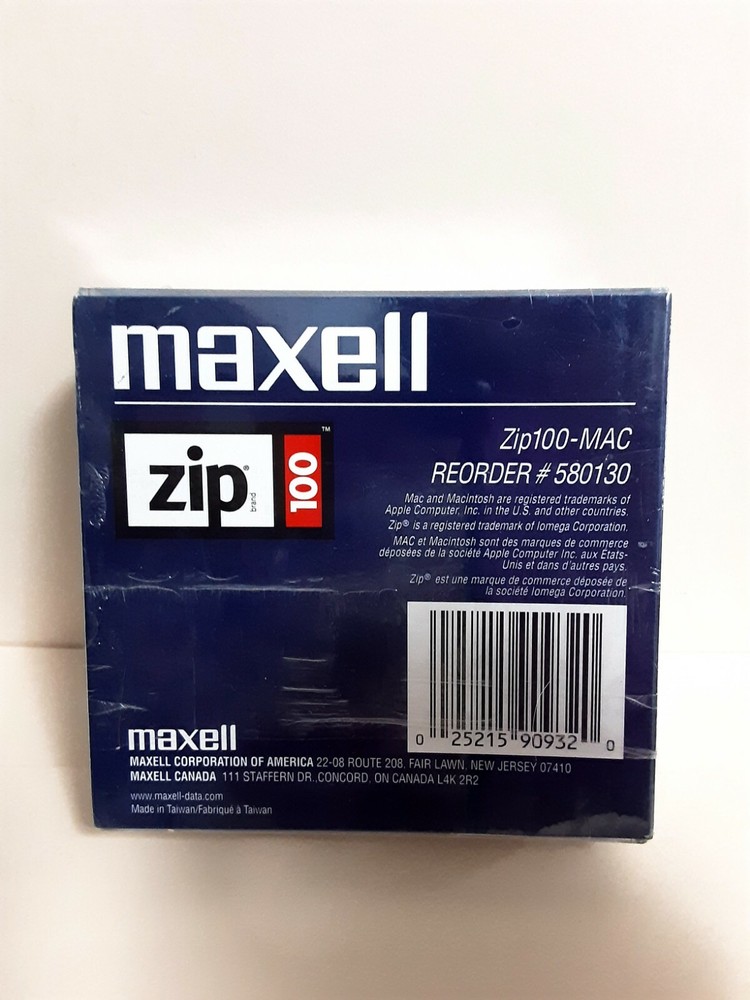 maxell
zip® brand 100 ™
Zip100-MAC
REORDER # 580130
Mac and Macintosh are registered trademarks of
Apple Computer, Inc. in the U.S. and other countries.
Zip® is a registered trademark of Iomega Corporation.
MAC et Macintosh sont des marques de commerce
déposées de la société Apple Computer Inc. aux Etats-
Unis et dans d'autres pays.
Zip® est une marque de commerce déposée de
la société Iomega Corporation.
0 25215 90932 0
maxell
MAXELL CORPORATION OF AMERICA 22-08 ROUTE 208, FAIR LAWN, NEW JERSEY 07410
MAXELL CANADA 111 STAFFERN DR.,CONCORD, ON CANADA L4K 2R2
www.maxell-data.com
Made in Taiwan/Fabriqué à Taiwan